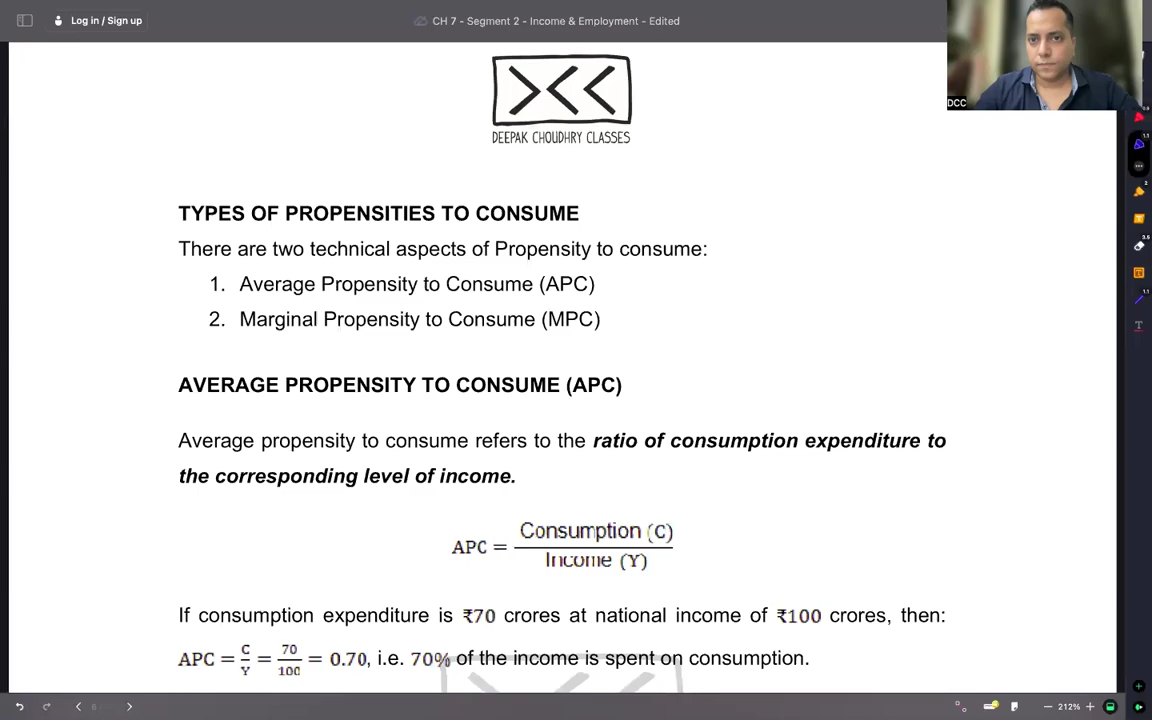 Log in / Sign up
CH 7 - Segment 2 - Income & Employment - Edited
DCC
DEEPAK CHOUDHRY CLASSES
TYPES OF PROPENSITIES TO CONSUME
There are two technical aspects of Propensity to consume:
1. Average Propensity to Consume (APC)
2. Marginal Propensity to Consume (MPC)
AVERAGE PROPENSITY TO CONSUME (APC)
Average propensity to consume refers to the ratio of consumption expenditure to
the corresponding level of income.
APC = Consumption (C) / Income (Y)
If consumption expenditure is ₹70 crores at national income of ₹100 crores, then:
APC = C/Y = 70/100 = 0.70, i.e. 70% of the income is spent on consumption.
6
212%